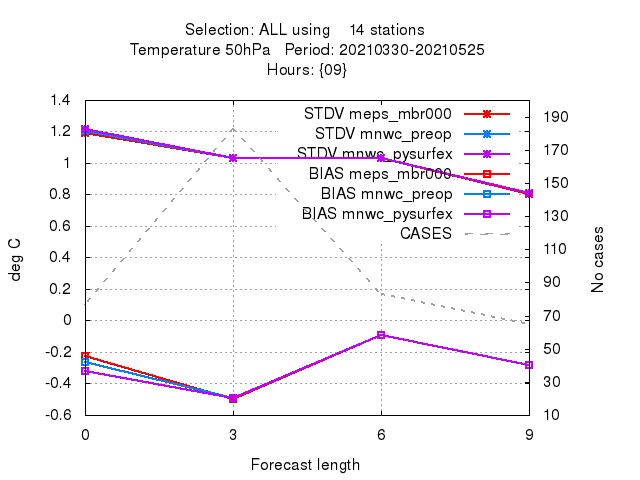 Selection: ALL using    14 stations
Temperature 50hPa   Period: 20210330-20210525
Hours: {09}
STDV meps_mbr000
STDV mnwc_preop
STDV mnwc_pysurfex
BIAS meps_mbr000
BIAS mnwc_preop
BIAS mnwc_pysurfex
CASES
deg C
1.4
1.2
1
0.8
0.6
0.4
0.2
0
-0.2
-0.4
-0.6
190
170
150
130
110
90
70
50
30
10
No cases
0 3 6 9
Forecast length